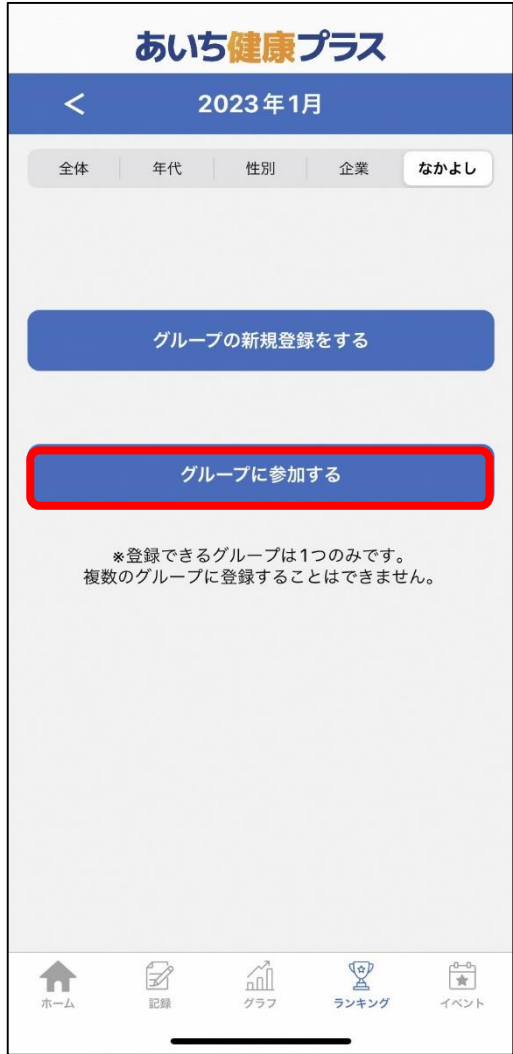 あいち健康プラス
< 2023年1月
全体 年代 性別 企業 なかよし
グループの新規登録をする
グループに参加する
※登録できるグループは1つのみです。
複数のグループに登録することはできません。
ホーム 記録 グラフ ランキング イベント